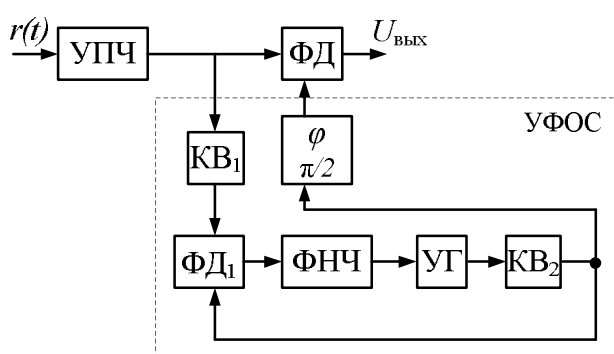 r(t)
УПЧ
ФД
Uвых
УФОС
КВ1
φ
π/2
ФД1
ФНЧ
УГ
КВ2